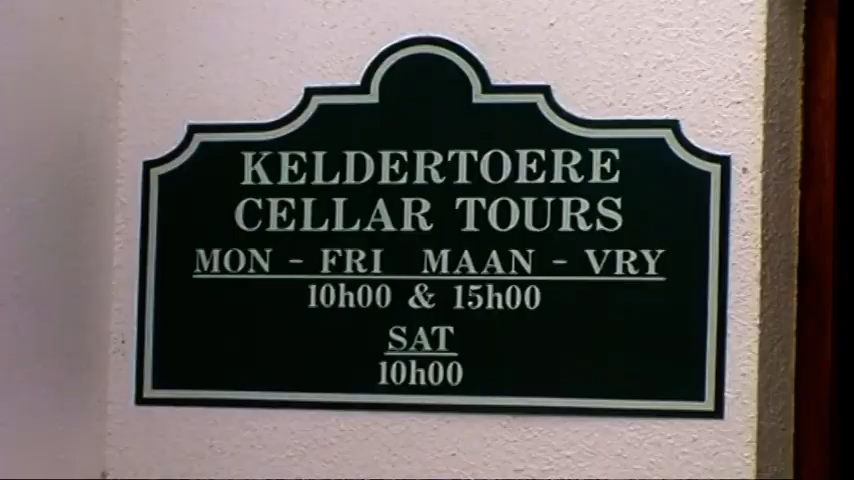 KELDERTOERE
CELLAR TOURS
MON - FRI MAAN - VRY
10h00 & 15h00
SAT
10h00